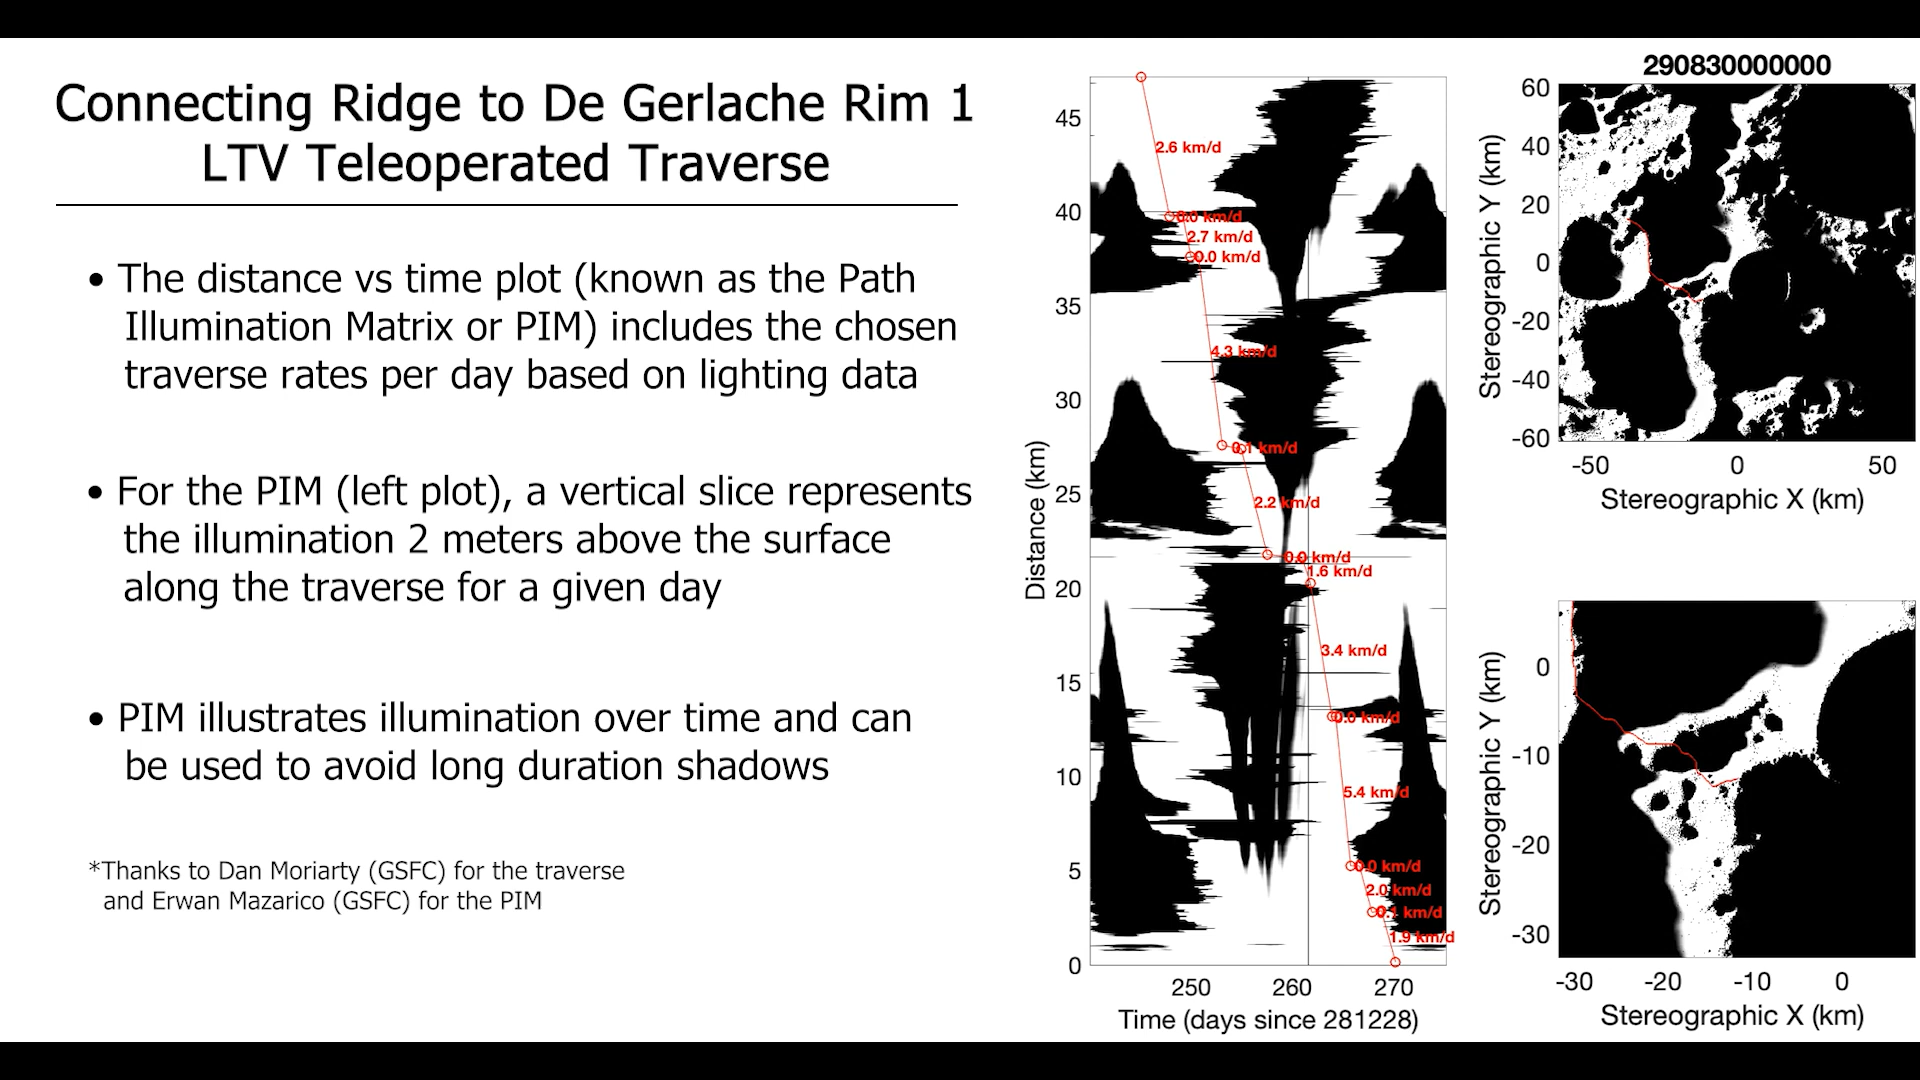 Connecting Ridge to De Gerlache Rim 1
LTV Teleoperated Traverse
• The distance vs time plot (known as the Path
Illumination Matrix or PIM) includes the chosen
traverse rates per day based on lighting data
• For the PIM (left plot), a vertical slice represents
the illumination 2 meters above the surface
along the traverse for a given day
• PIM illustrates illumination over time and can
be used to avoid long duration shadows
*Thanks to Dan Moriarty (GSFC) for the traverse
and Erwan Mazarico (GSFC) for the PIM
Distance (km)
45
40
35
30
25
20
15
10
5
0
2.6 km/d
0.0 km/d
2.7 km/d
0.0 km/d
4.3 km/d
0.1 km/d
2.2 km/d
0.0 km/d
1.6 km/d
3.4 km/d
0.0 km/d
5.4 km/d
0.0 km/d
2.0 km/d
0.1 km/d
1.9 km/d
250 260 270
Time (days since 281228)
290830000000
Stereographic Y (km)
60
40
20
0
-20
-40
-60
-50 0 50
Stereographic X (km)
Stereographic Y (km)
0
-10
-20
-30
-30 -20 -10 0
Stereographic X (km)